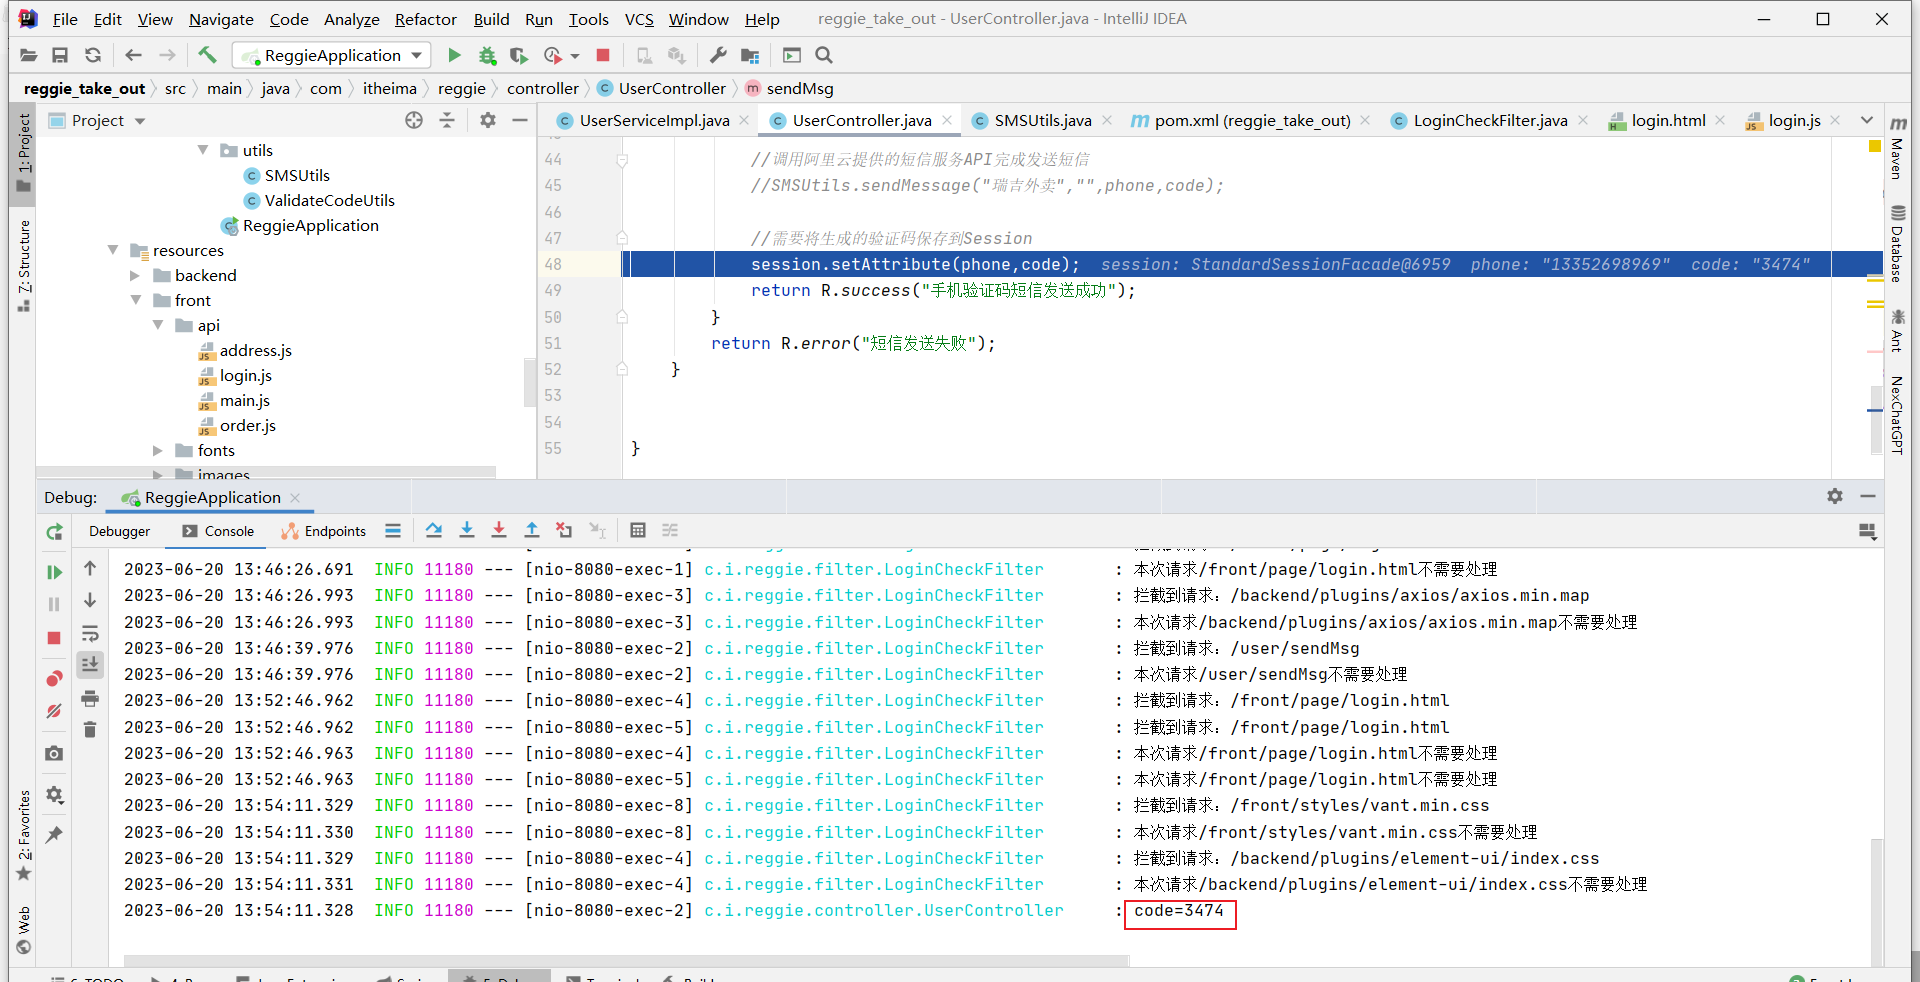 File Edit View Navigate Code Analyze Refactor Build Run Tools VCS Window Help reggie_take_out - UserController.java - IntelliJ IDEA
ReggieApplication
reggie_take_out src main java com itheima reggie controller UserController sendMsg
Project
UserServiceImpl.java UserController.java SMSUtils.java pom.xml (reggie_take_out) LoginCheckFilter.java login.html login.js
1: Project
Z: Structure
2: Favorites
Web
Maven
Database
Ant
NexChatGPT
utils
SMSUtils
ValidateCodeUtils
ReggieApplication
resources
backend
front
api
address.js
login.js
main.js
order.js
fonts
images
44 //调用阿里云提供的短信服务API完成发送短信
45 //SMSUtils.sendMessage("瑞吉外卖","",phone,code);
46
47 //需要将生成的验证码保存到Session
48 session.setAttribute(phone,code); session: StandardSessionFacade@6959 phone: "13352698969" code: "3474"
49 return R.success("手机验证码短信发送成功");
50 }
51 return R.error("短信发送失败");
52 }
53
54
55 }
Debug: ReggieApplication
Debugger Console Endpoints
2023-06-20 13:46:26.691 INFO 11180 --- [nio-8080-exec-1] c.i.reggie.filter.LoginCheckFilter : 本次请求/front/page/login.html不需要处理
2023-06-20 13:46:26.993 INFO 11180 --- [nio-8080-exec-3] c.i.reggie.filter.LoginCheckFilter : 拦截到请求：/backend/plugins/axios/axios.min.map
2023-06-20 13:46:26.993 INFO 11180 --- [nio-8080-exec-3] c.i.reggie.filter.LoginCheckFilter : 本次请求/backend/plugins/axios/axios.min.map不需要处理
2023-06-20 13:46:39.976 INFO 11180 --- [nio-8080-exec-2] c.i.reggie.filter.LoginCheckFilter : 拦截到请求：/user/sendMsg
2023-06-20 13:46:39.976 INFO 11180 --- [nio-8080-exec-2] c.i.reggie.filter.LoginCheckFilter : 本次请求/user/sendMsg不需要处理
2023-06-20 13:52:46.962 INFO 11180 --- [nio-8080-exec-4] c.i.reggie.filter.LoginCheckFilter : 拦截到请求：/front/page/login.html
2023-06-20 13:52:46.962 INFO 11180 --- [nio-8080-exec-5] c.i.reggie.filter.LoginCheckFilter : 拦截到请求：/front/page/login.html
2023-06-20 13:52:46.963 INFO 11180 --- [nio-8080-exec-4] c.i.reggie.filter.LoginCheckFilter : 本次请求/front/page/login.html不需要处理
2023-06-20 13:52:46.963 INFO 11180 --- [nio-8080-exec-5] c.i.reggie.filter.LoginCheckFilter : 本次请求/front/page/login.html不需要处理
2023-06-20 13:54:11.329 INFO 11180 --- [nio-8080-exec-8] c.i.reggie.filter.LoginCheckFilter : 拦截到请求：/front/styles/vant.min.css
2023-06-20 13:54:11.330 INFO 11180 --- [nio-8080-exec-8] c.i.reggie.filter.LoginCheckFilter : 本次请求/front/styles/vant.min.css不需要处理
2023-06-20 13:54:11.329 INFO 11180 --- [nio-8080-exec-4] c.i.reggie.filter.LoginCheckFilter : 拦截到请求：/backend/plugins/element-ui/index.css
2023-06-20 13:54:11.331 INFO 11180 --- [nio-8080-exec-4] c.i.reggie.filter.LoginCheckFilter : 本次请求/backend/plugins/element-ui/index.css不需要处理
2023-06-20 13:54:11.328 INFO 11180 --- [nio-8080-exec-2] c.i.reggie.controller.UserController : code=3474